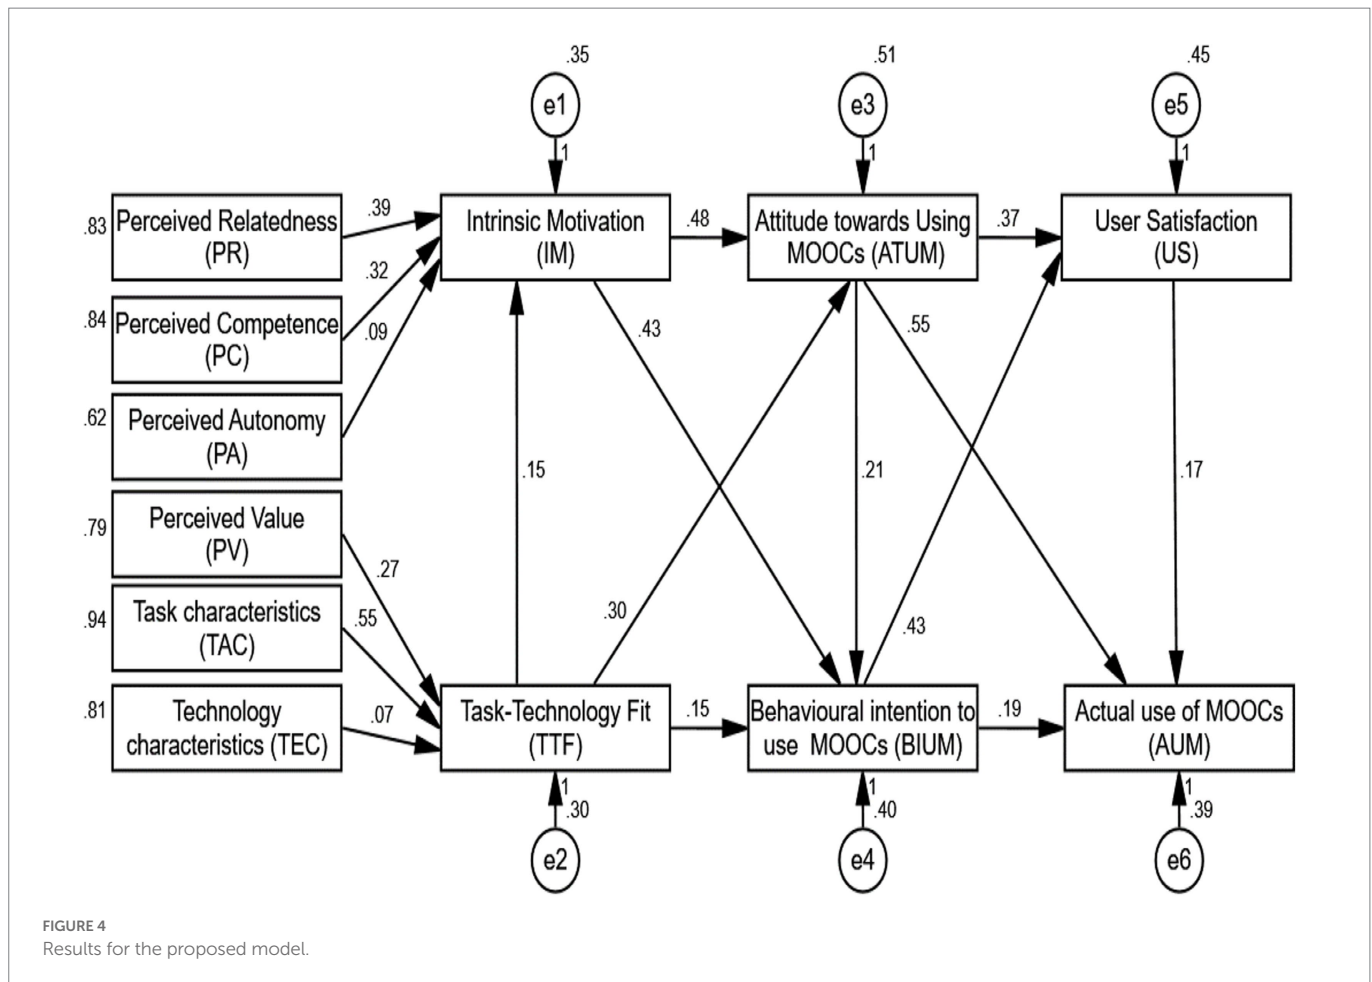 .35
.51
.45
e1
e3
e5
1
1
1
.83
Perceived Relatedness
(PR)
.39
Intrinsic Motivation
(IM)
.48
Attitude towards Using
MOOCs (ATUM)
.37
User Satisfaction
(US)
.84
Perceived Competence
(PC)
.32
.09
.43
.55
.62
Perceived Autonomy
(PA)
.15
.21
.17
.79
Perceived Value
(PV)
.27
.94
Task characteristics
(TAC)
.55
.30
.43
.81
Technology
characteristics (TEC)
.07
Task-Technology Fit
(TTF)
.15
Behavioural intention to
use MOOCs (BIUM)
.19
Actual use of MOOCs
(AUM)
1
.30
1
.40
1
.39
e2
e4
e6
FIGURE 4
Results for the proposed model.